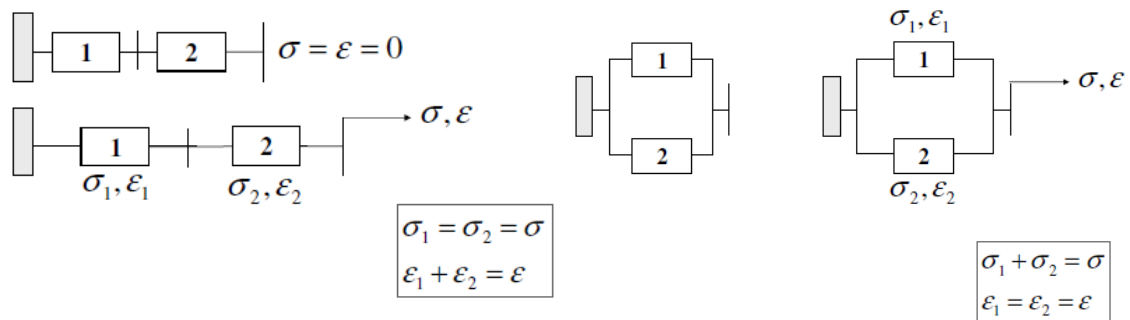 1 2 σ = ε = 0
1 2 σ, ε
σ₁, ε₁ σ₂, ε₂
σ₁ = σ₂ = σ
ε₁ + ε₂ = ε
1
2
σ₁, ε₁
1
σ, ε
2
σ₂, ε₂
σ₁ + σ₂ = σ
ε₁ = ε₂ = ε